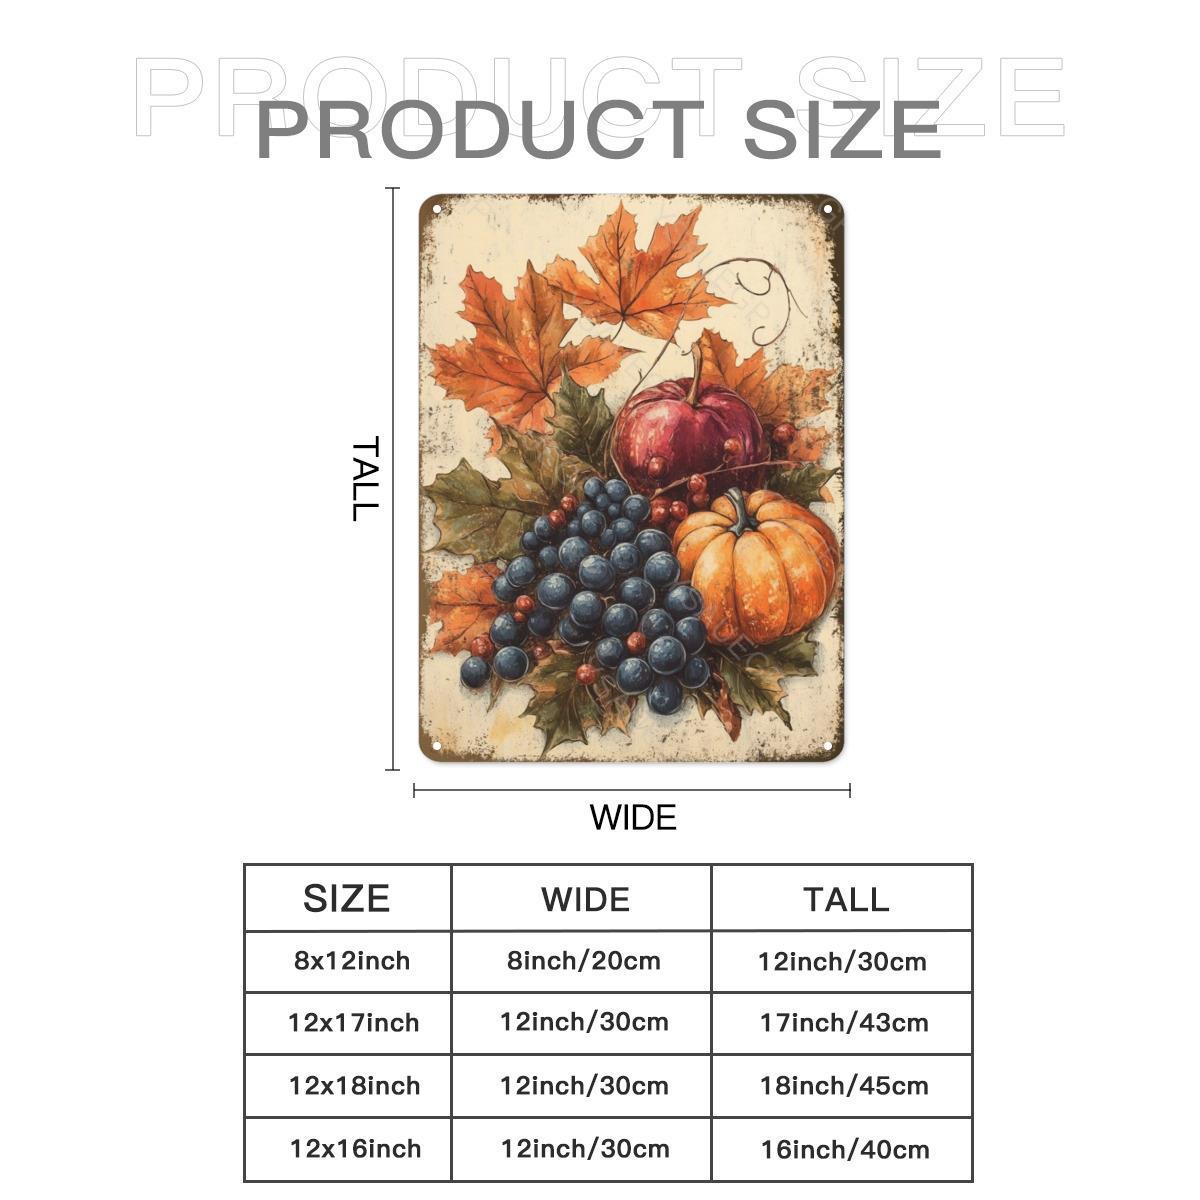 PRODUCT SIZE
PRODUCT SIZE
TALL
WIDE
SIZE WIDE TALL
8x12inch 8inch/20cm 12inch/30cm
12x17inch 12inch/30cm 17inch/43cm
12x18inch 12inch/30cm 18inch/45cm
12x16inch 12inch/30cm 16inch/40cm